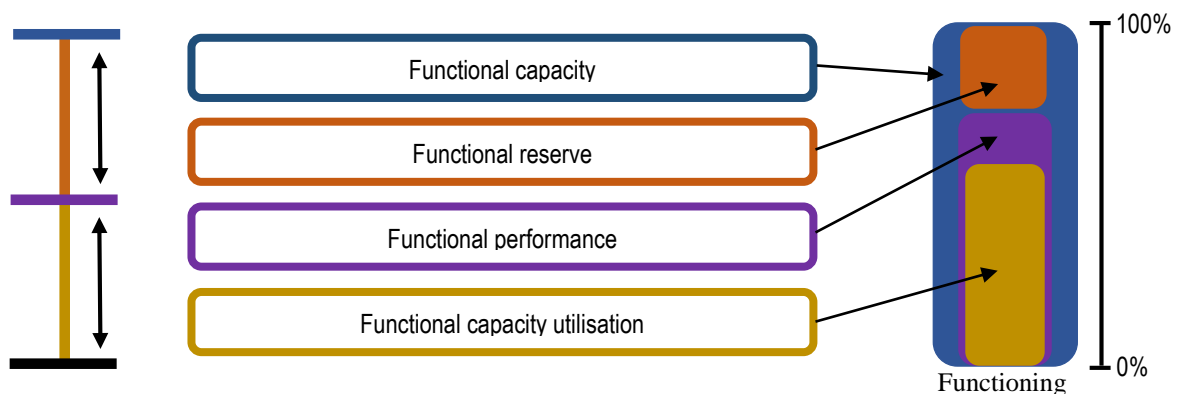 100%
Functional capacity
Functional reserve
Functional performance
Functional capacity utilisation
0%
Functioning